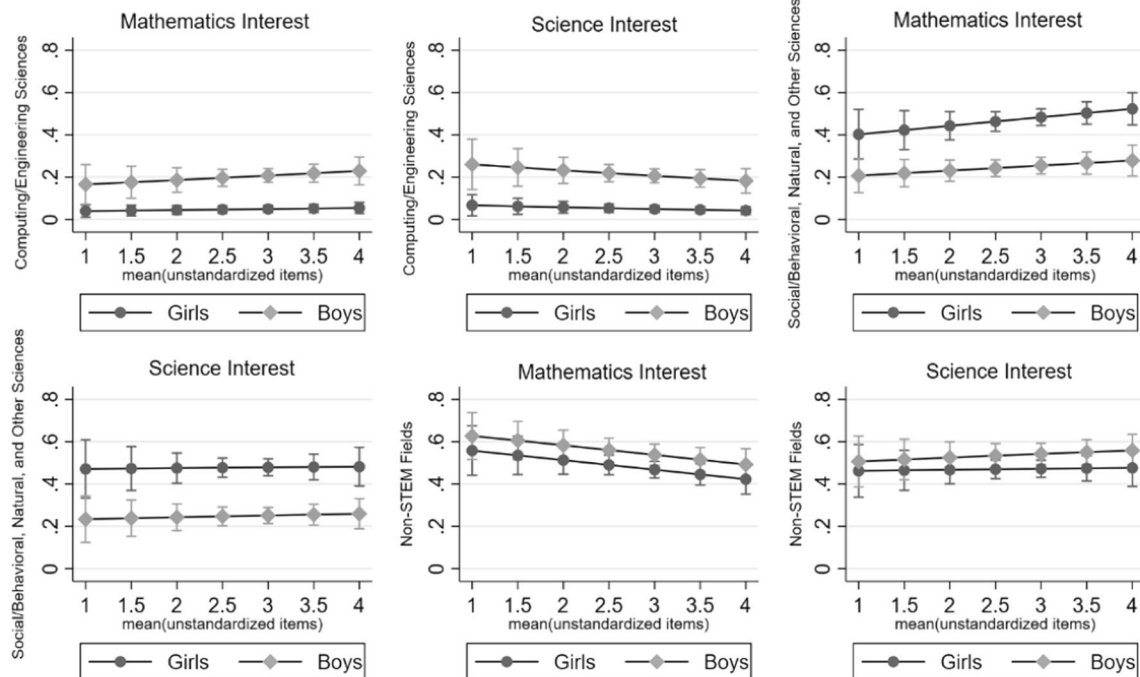 Mathematics Interest
Computing/Engineering Sciences
.8
.6
.4
.2
0
1 1.5 2 2.5 3 3.5 4
mean(unstandardized items)
Girls Boys
Science Interest
Computing/Engineering Sciences
.8
.6
.4
.2
0
1 1.5 2 2.5 3 3.5 4
mean(unstandardized items)
Girls Boys
Mathematics Interest
Social/Behavioral, Natural, and Other Sciences
.8
.6
.4
.2
0
1 1.5 2 2.5 3 3.5 4
mean(unstandardized items)
Girls Boys
Science Interest
Social/Behavioral, Natural, and Other Sciences
.8
.6
.4
.2
0
1 1.5 2 2.5 3 3.5 4
mean(unstandardized items)
Girls Boys
Mathematics Interest
Non-STEM Fields
.8
.6
.4
.2
0
1 1.5 2 2.5 3 3.5 4
mean(unstandardized items)
Girls Boys
Science Interest
Non-STEM Fields
.8
.6
.4
.2
0
1 1.5 2 2.5 3 3.5 4
mean(unstandardized items)
Girls Boys